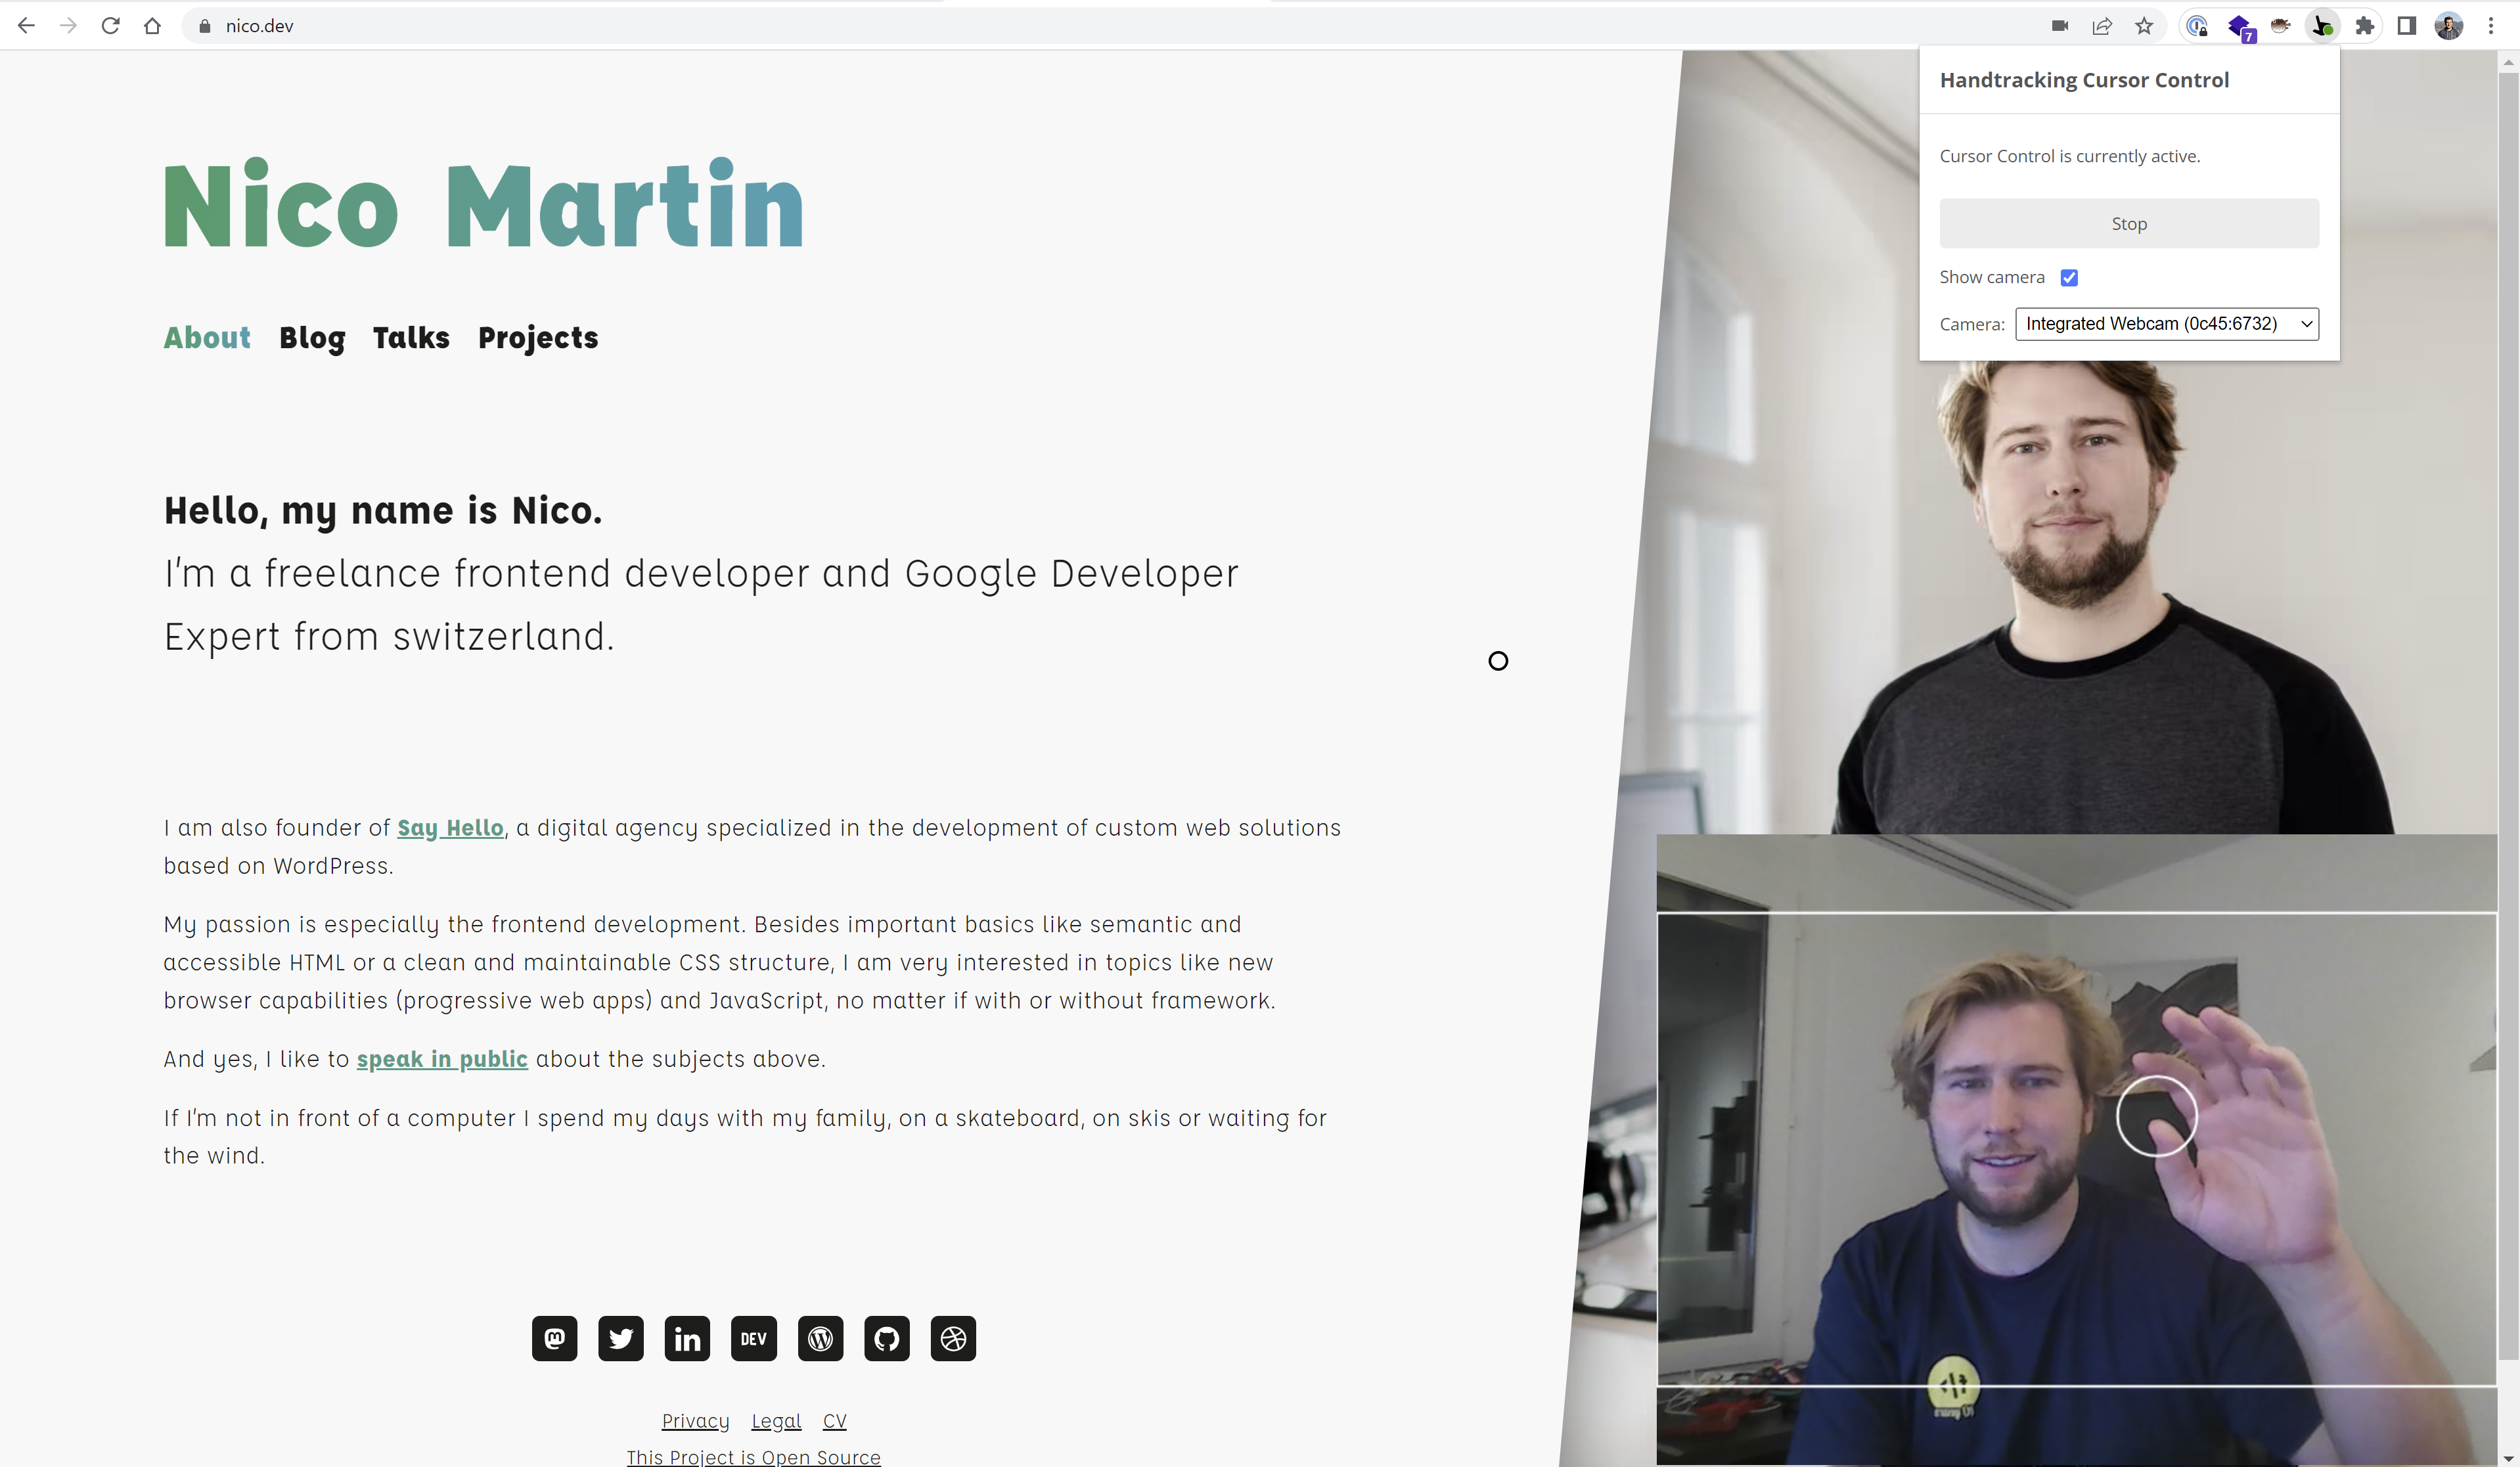 nico.dev
7
Handtracking Cursor Control
Cursor Control is currently active.
Stop
Show camera
Camera: Integrated Webcam (0c45:6732)
Nico Martin
About Blog Talks Projects
Hello, my name is Nico.
I'm a freelance frontend developer and Google Developer
Expert from switzerland.
I am also founder of Say Hello, a digital agency specialized in the development of custom web solutions
based on WordPress.
My passion is especially the frontend development. Besides important basics like semantic and
accessible HTML or a clean and maintainable CSS structure, I am very interested in topics like new
browser capabilities (progressive web apps) and JavaScript, no matter if with or without framework.
And yes, I like to speak in public about the subjects above.
If I'm not in front of a computer I spend my days with my family, on a skateboard, on skis or waiting for
the wind.
in DEV
Privacy Legal CV
This Project is Open Source